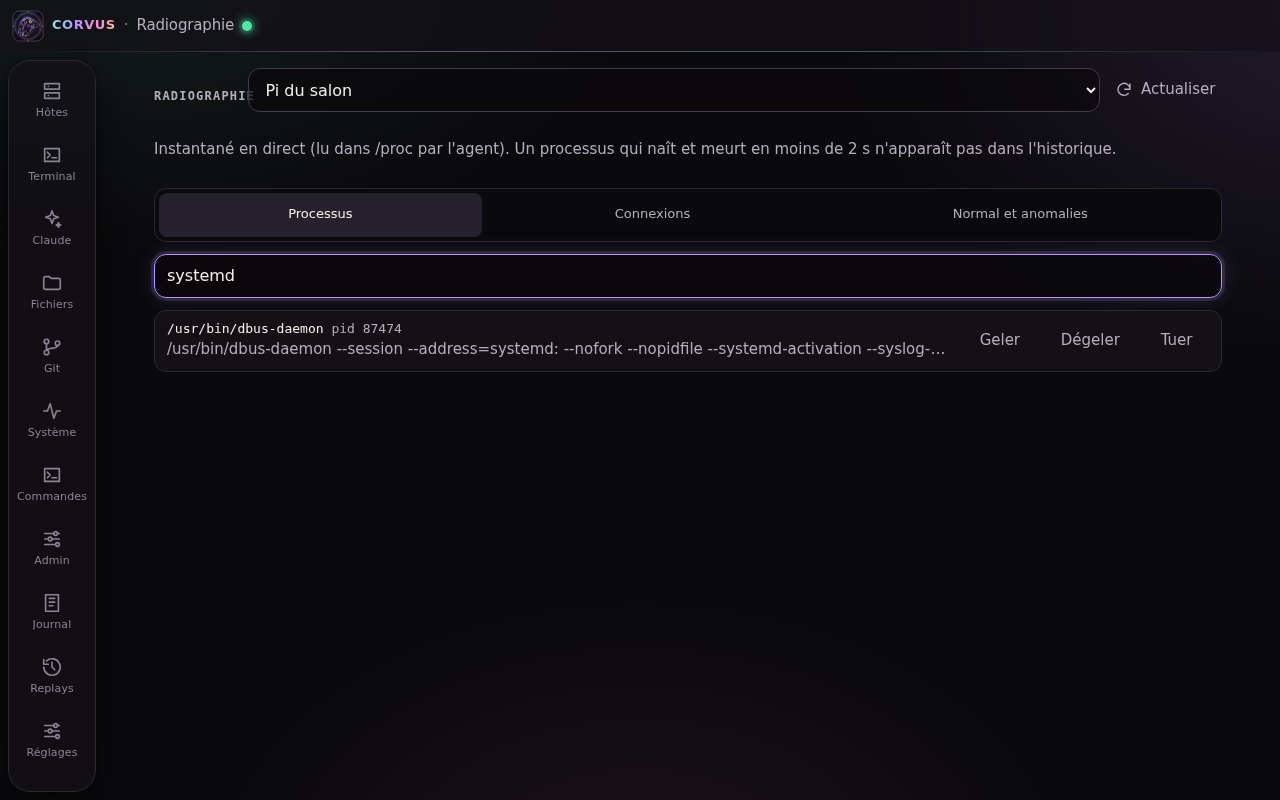 CORVUS · Radiographie
Hôtes
Terminal
Claude
Fichiers
Git
Système
Commandes
Admin
Journal
Replays
Réglages
RADIOGRAPHIE
Pi du salon
Actualiser
Instantané en direct (lu dans /proc par l'agent). Un processus qui naît et meurt en moins de 2 s n'apparaît pas dans l'historique.
Processus
Connexions
Normal et anomalies
systemd
/usr/bin/dbus-daemon pid 87474
/usr/bin/dbus-daemon --session --address=systemd: --nofork --nopidfile --systemd-activation --syslog-…
Geler
Dégeler
Tuer